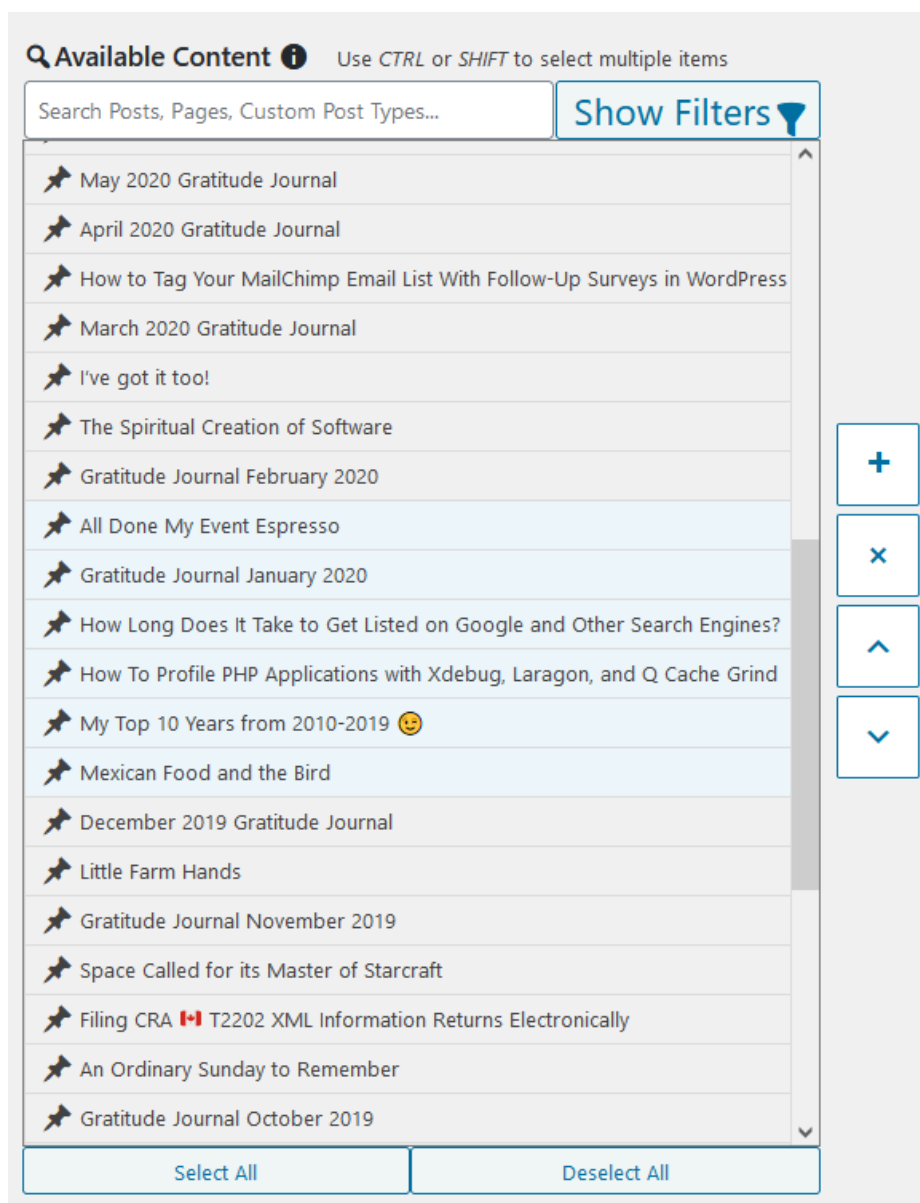 Available Content Use CTRL or SHIFT to select multiple items
Search Posts, Pages, Custom Post Types...
Show Filters
May 2020 Gratitude Journal
April 2020 Gratitude Journal
How to Tag Your MailChimp Email List With Follow-Up Surveys in WordPress
March 2020 Gratitude Journal
I've got it too!
The Spiritual Creation of Software
Gratitude Journal February 2020
All Done My Event Espresso
Gratitude Journal January 2020
How Long Does It Take to Get Listed on Google and Other Search Engines?
How To Profile PHP Applications with Xdebug, Laragon, and Q Cache Grind
My Top 10 Years from 2010-2019 😉
Mexican Food and the Bird
December 2019 Gratitude Journal
Little Farm Hands
Gratitude Journal November 2019
Space Called for its Master of Starcraft
Filing CRA 🇨🇦 T2202 XML Information Returns Electronically
An Ordinary Sunday to Remember
Gratitude Journal October 2019
Select All
Deselect All